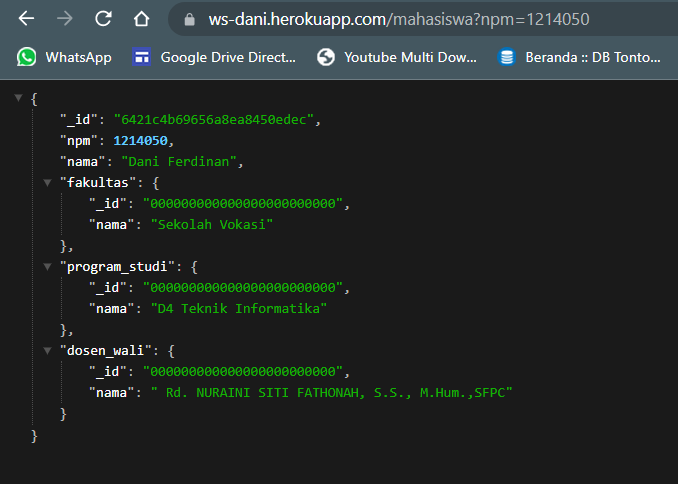 ws-dani.herokuapp.com/mahasiswa?npm=1214050
WhatsApp Google Drive Direct... Youtube Multi Dow... Beranda :: DB Tonto...
{
"_id": "6421c4b69656a8ea8450edec",
"npm": 1214050,
"nama": "Dani Ferdinan",
"fakultas": {
"_id": "000000000000000000000000",
"nama": "Sekolah Vokasi"
},
"program_studi": {
"_id": "000000000000000000000000",
"nama": "D4 Teknik Informatika"
},
"dosen_wali": {
"_id": "000000000000000000000000",
"nama": " Rd. NURAINI SITI FATHONAH, S.S., M.Hum.,SFPC"
}
}